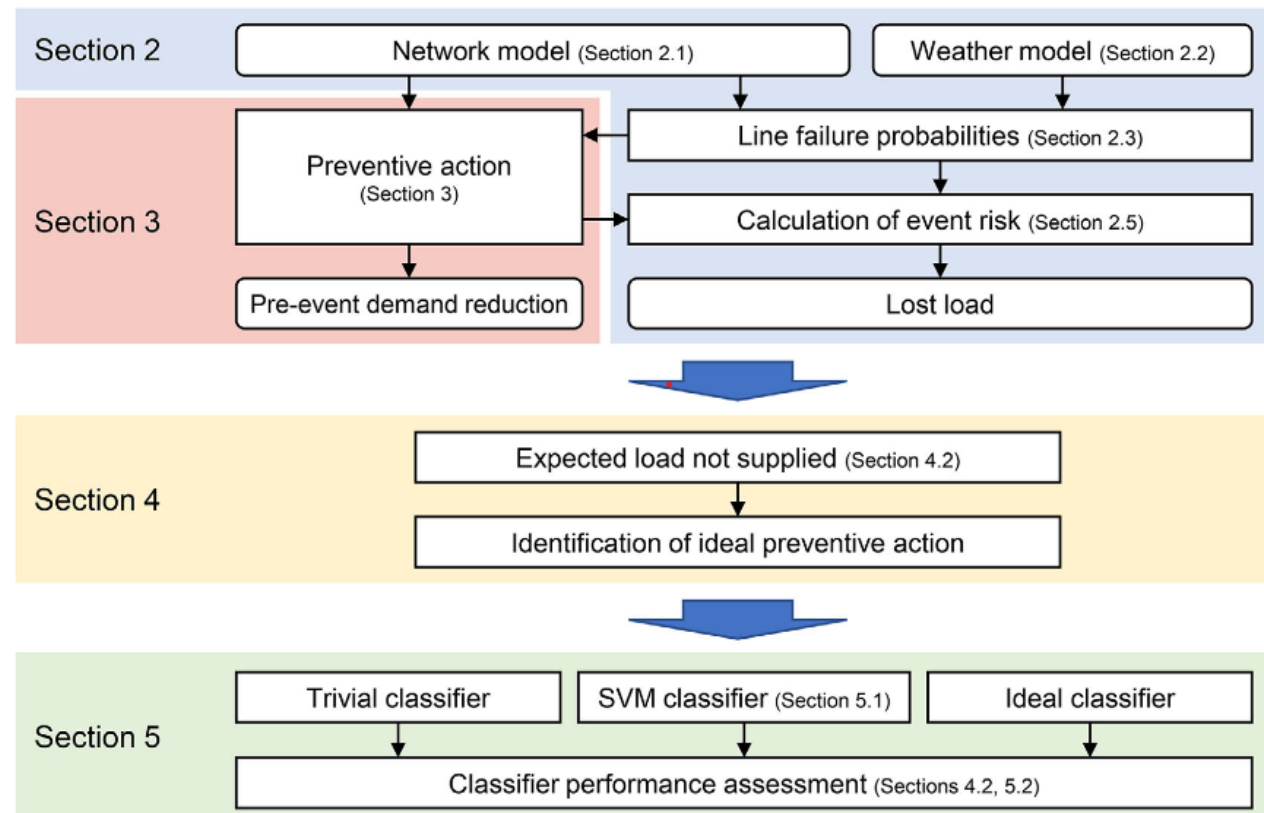 Section 2
Network model (Section 2.1)
Weather model (Section 2.2)
Section 3
Preventive action
(Section 3)
Line failure probabilities (Section 2.3)
Calculation of event risk (Section 2.5)
Pre-event demand reduction
Lost load
Section 4
Expected load not supplied (Section 4.2)
Identification of ideal preventive action
Section 5
Trivial classifier
SVM classifier (Section 5.1)
Ideal classifier
Classifier performance assessment (Sections 4.2, 5.2)